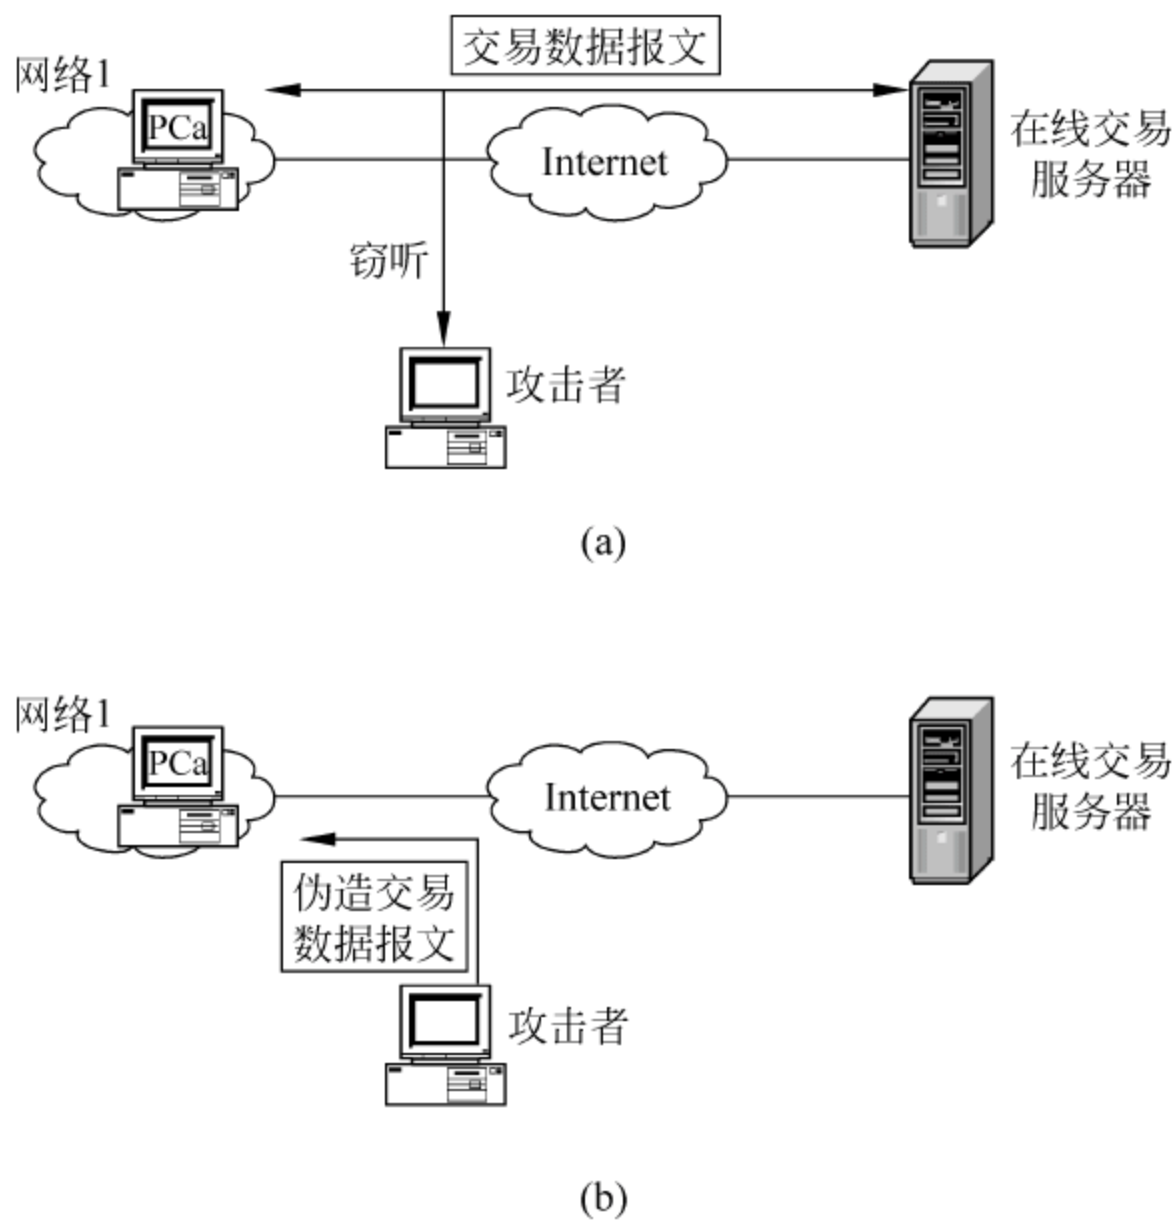 交易数据报文
网络1
PCa
Internet
在线交易
服务器
窃听
攻击者
(a)
网络1
PCa
Internet
在线交易
服务器
伪造交易
数据报文
攻击者
(b)